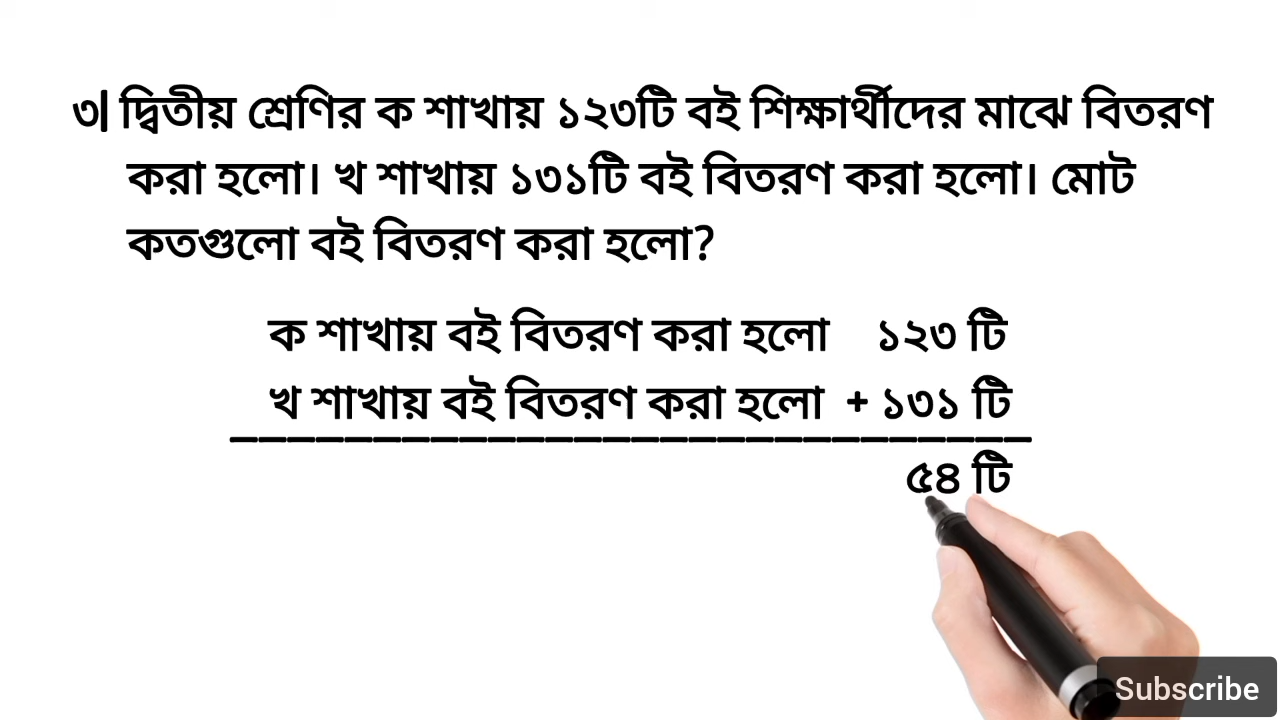 ৩| দ্বিতীয় শ্রেণির ক শাখায় ১২৩টি বই শিক্ষার্থীদের মাঝে বিতরণ
করা হলো। খ শাখায় ১৩১টি বই বিতরণ করা হলো। মোট
কতগুলো বই বিতরণ করা হলো?
ক শাখায় বই বিতরণ করা হলো ১২৩ টি
খ শাখায় বই বিতরণ করা হলো + ১৩১ টি
৫৪ টি
Subscribe